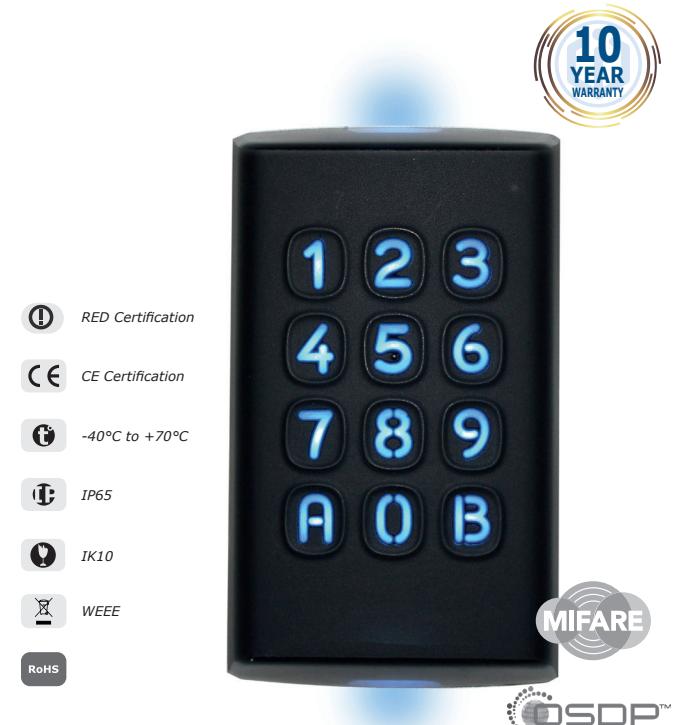 10
YEAR
WARRANTY
1 2 3
4 5 6
7 8 9
A 0 B
RED Certification
CE CE Certification
-40°C to +70°C
IP65
IK10
WEEE
RoHS
MIFARE
OSDP™